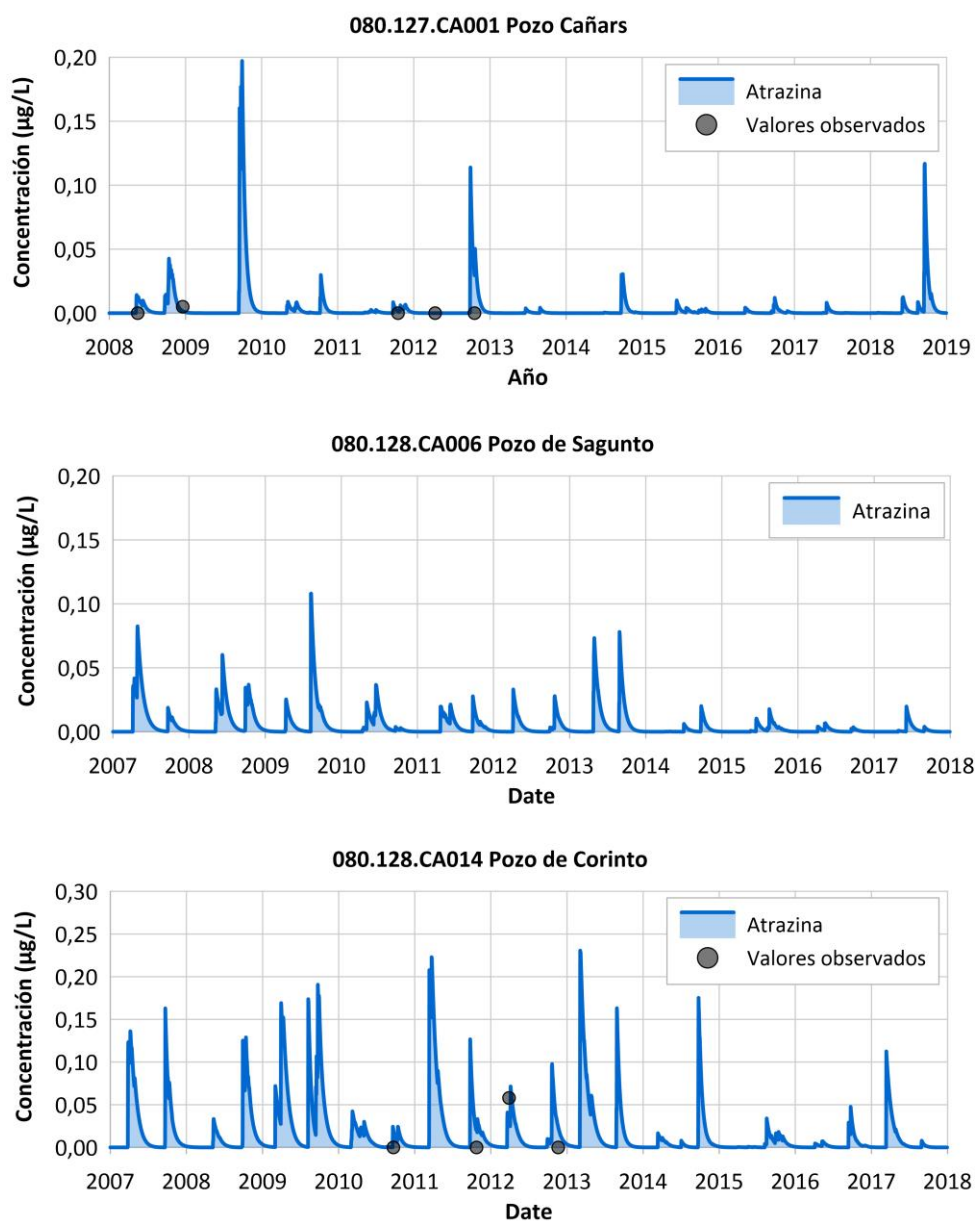 080.127.CA001 Pozo Cañars
Concentración (µg/L)
0,20
0,15
0,10
0,05
0,00
Atrazina
Valores observados
2008 2009 2010 2011 2012 2013 2014 2015 2016 2017 2018 2019
Año
080.128.CA006 Pozo de Sagunto
Concentración (µg/L)
0,20
0,15
0,10
0,05
0,00
Atrazina
2007 2008 2009 2010 2011 2012 2013 2014 2015 2016 2017 2018
Date
080.128.CA014 Pozo de Corinto
Concentración (µg/L)
0,30
0,25
0,20
0,15
0,10
0,05
0,00
Atrazina
Valores observados
2007 2008 2009 2010 2011 2012 2013 2014 2015 2016 2017 2018
Date